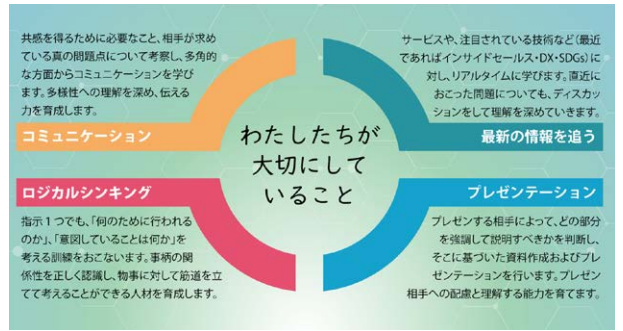 共感を得るために必要なこと、相手が求め
ている真の問題点について考察し、多角的
な方面からコミュニケーションを学び
ます。多様性への理解を深め、伝える
力を育成します。
コミュニケーション
サービスや、注目されている技術など(最近
であればインサイドセールス・DX・SDGs)に
対し、リアルタイムに学びます。直近に
おこった問題についても、ディスカッ
ションをして理解を深めていきます。
最新の情報を追う
わたしたちが
大切にして
いること
ロジカルシンキング
指示1つでも、「何のために行われる
のか」、「意図していることは何か」を
考える訓練をおこないます。事柄の関
係性を正しく認識し、物事に対して筋道を立
てて考えることができる人材を育成します。
プレゼンテーション
プレゼンする相手によって、どの部分
を強調して説明すべきかを判断し、
そこに基づいた資料作成およびプレ
ゼンテーションを行います。プレゼン
相手への配慮と理解する能力を育てます。